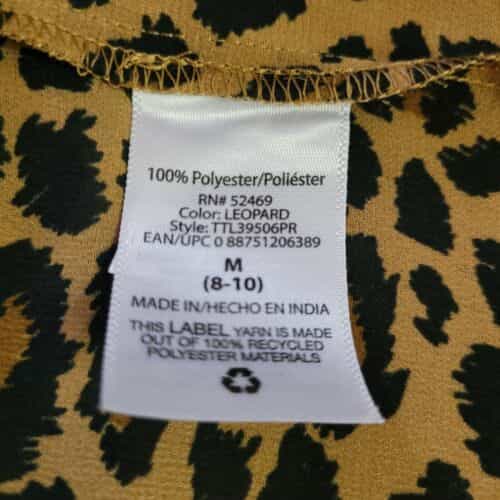 100% Polyester/Poliéster
RN# 52469
Color: LEOPARD
Style: TTL39506PR
EAN/UPC 0 88751206389
M
(8-10)
MADE IN/HECHO EN INDIA
THIS LABEL YARN IS MADE
OUT OF 100% RECYCLED
POLYESTER MATERIALS